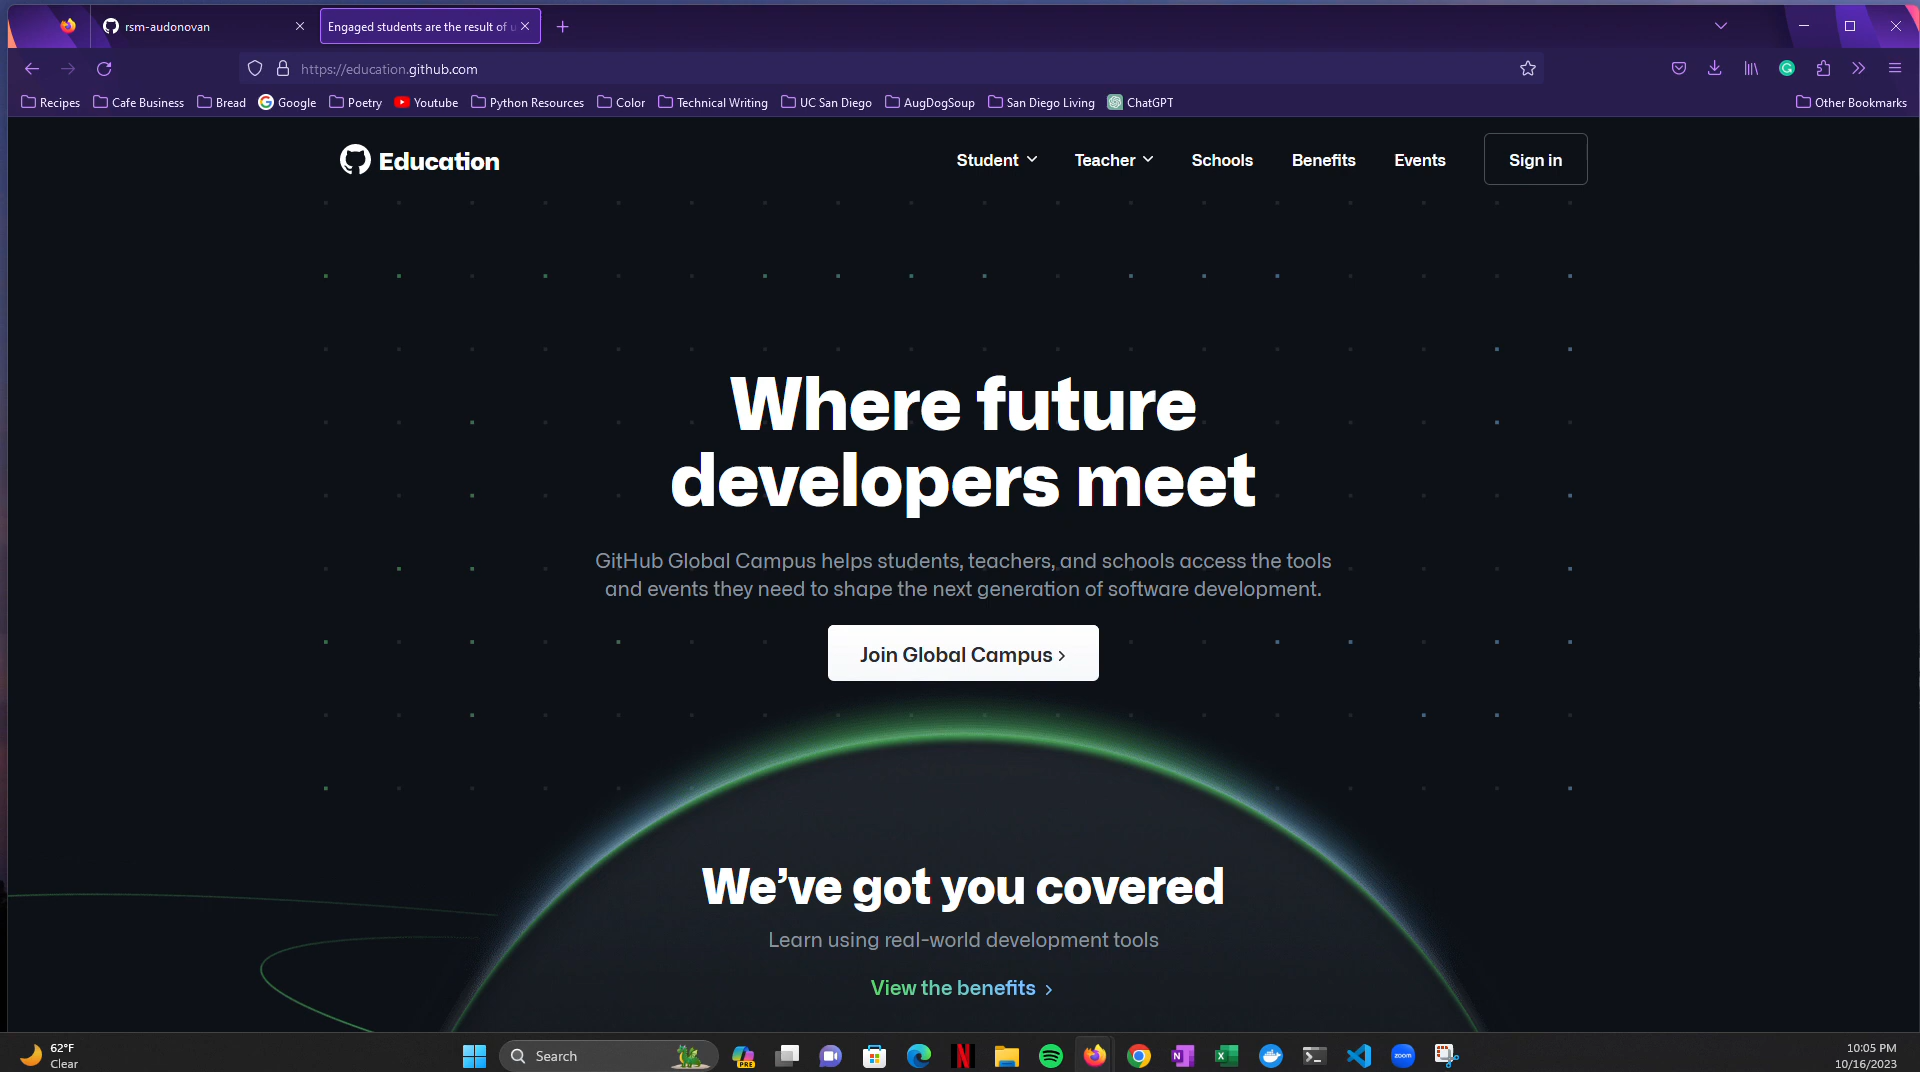 rsm-audonovan
Engaged students are the result of u
https://education.github.com
Recipes Cafe Business Bread Google Poetry Youtube Python Resources Color Technical Writing UC San Diego AugDogSoup San Diego Living ChatGPT Other Bookmarks
Education Student Teacher Schools Benefits Events Sign in
Where future
developers meet
GitHub Global Campus helps students, teachers, and schools access the tools
and events they need to shape the next generation of software development.
Join Global Campus
We've got you covered
Learn using real-world development tools
View the benefits
62°F
Clear
Search
PRE
N
N
X
zoom
10:05 PM
10/16/2023